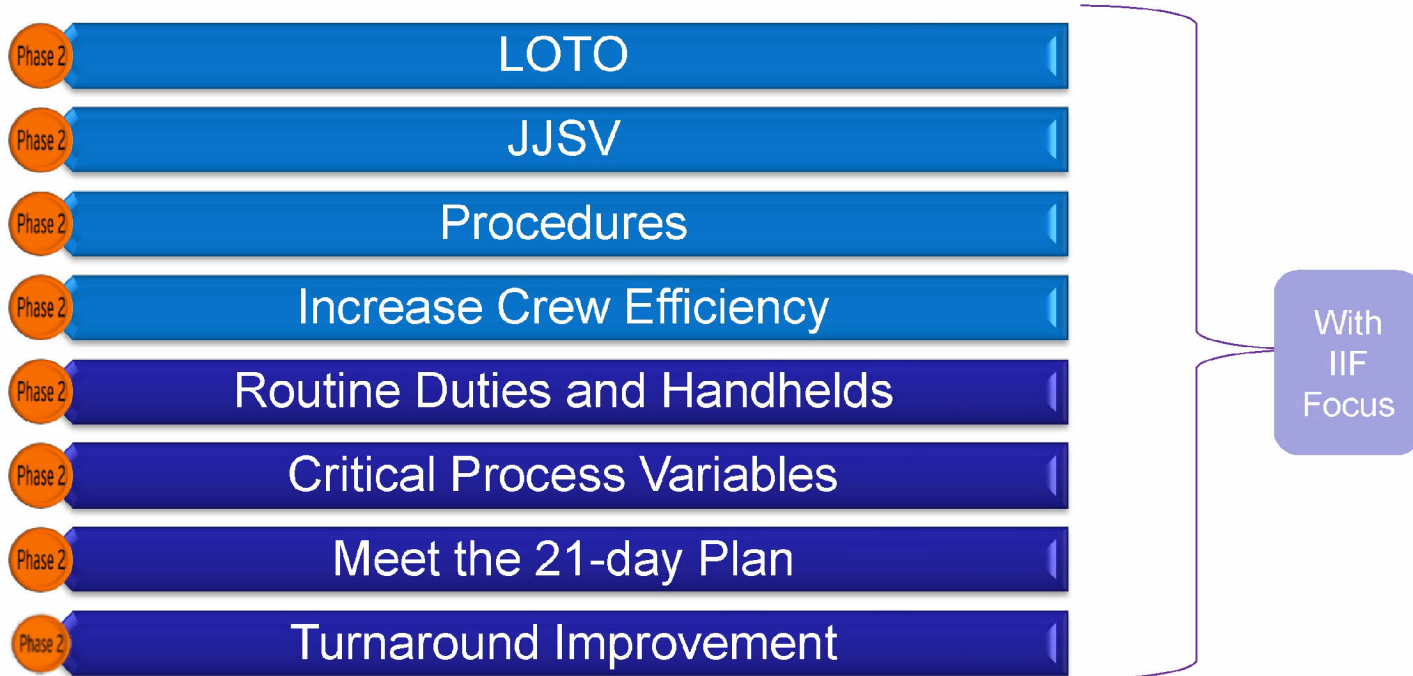 Phase 2 LOTO
Phase 2 JJSV
Phase 2 Procedures
Phase 2 Increase Crew Efficiency
Phase 2 Routine Duties and Handhelds
Phase 2 Critical Process Variables
Phase 2 Meet the 21-day Plan
Phase 2 Turnaround Improvement
With
IIF
Focus